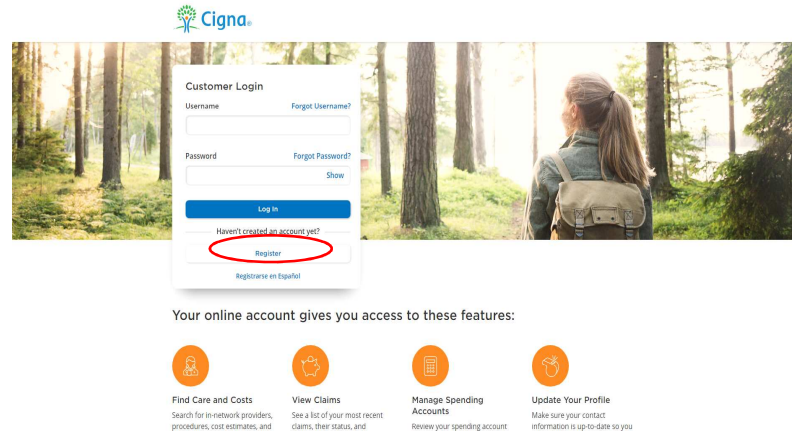 Cigna®
Customer Login
Username Forgot Username?
Password Forgot Password?
Show
Log In
Haven't created an account yet?
Register
Registrarse en Español
Your online account gives you access to these features:
Find Care and Costs
Search for in-network providers,
procedures, cost estimates, and
View Claims
See a list of your most recent
claims, their status, and
Manage Spending
Accounts
Review your spending account
Update Your Profile
Make sure your contact
information is up-to-date so you